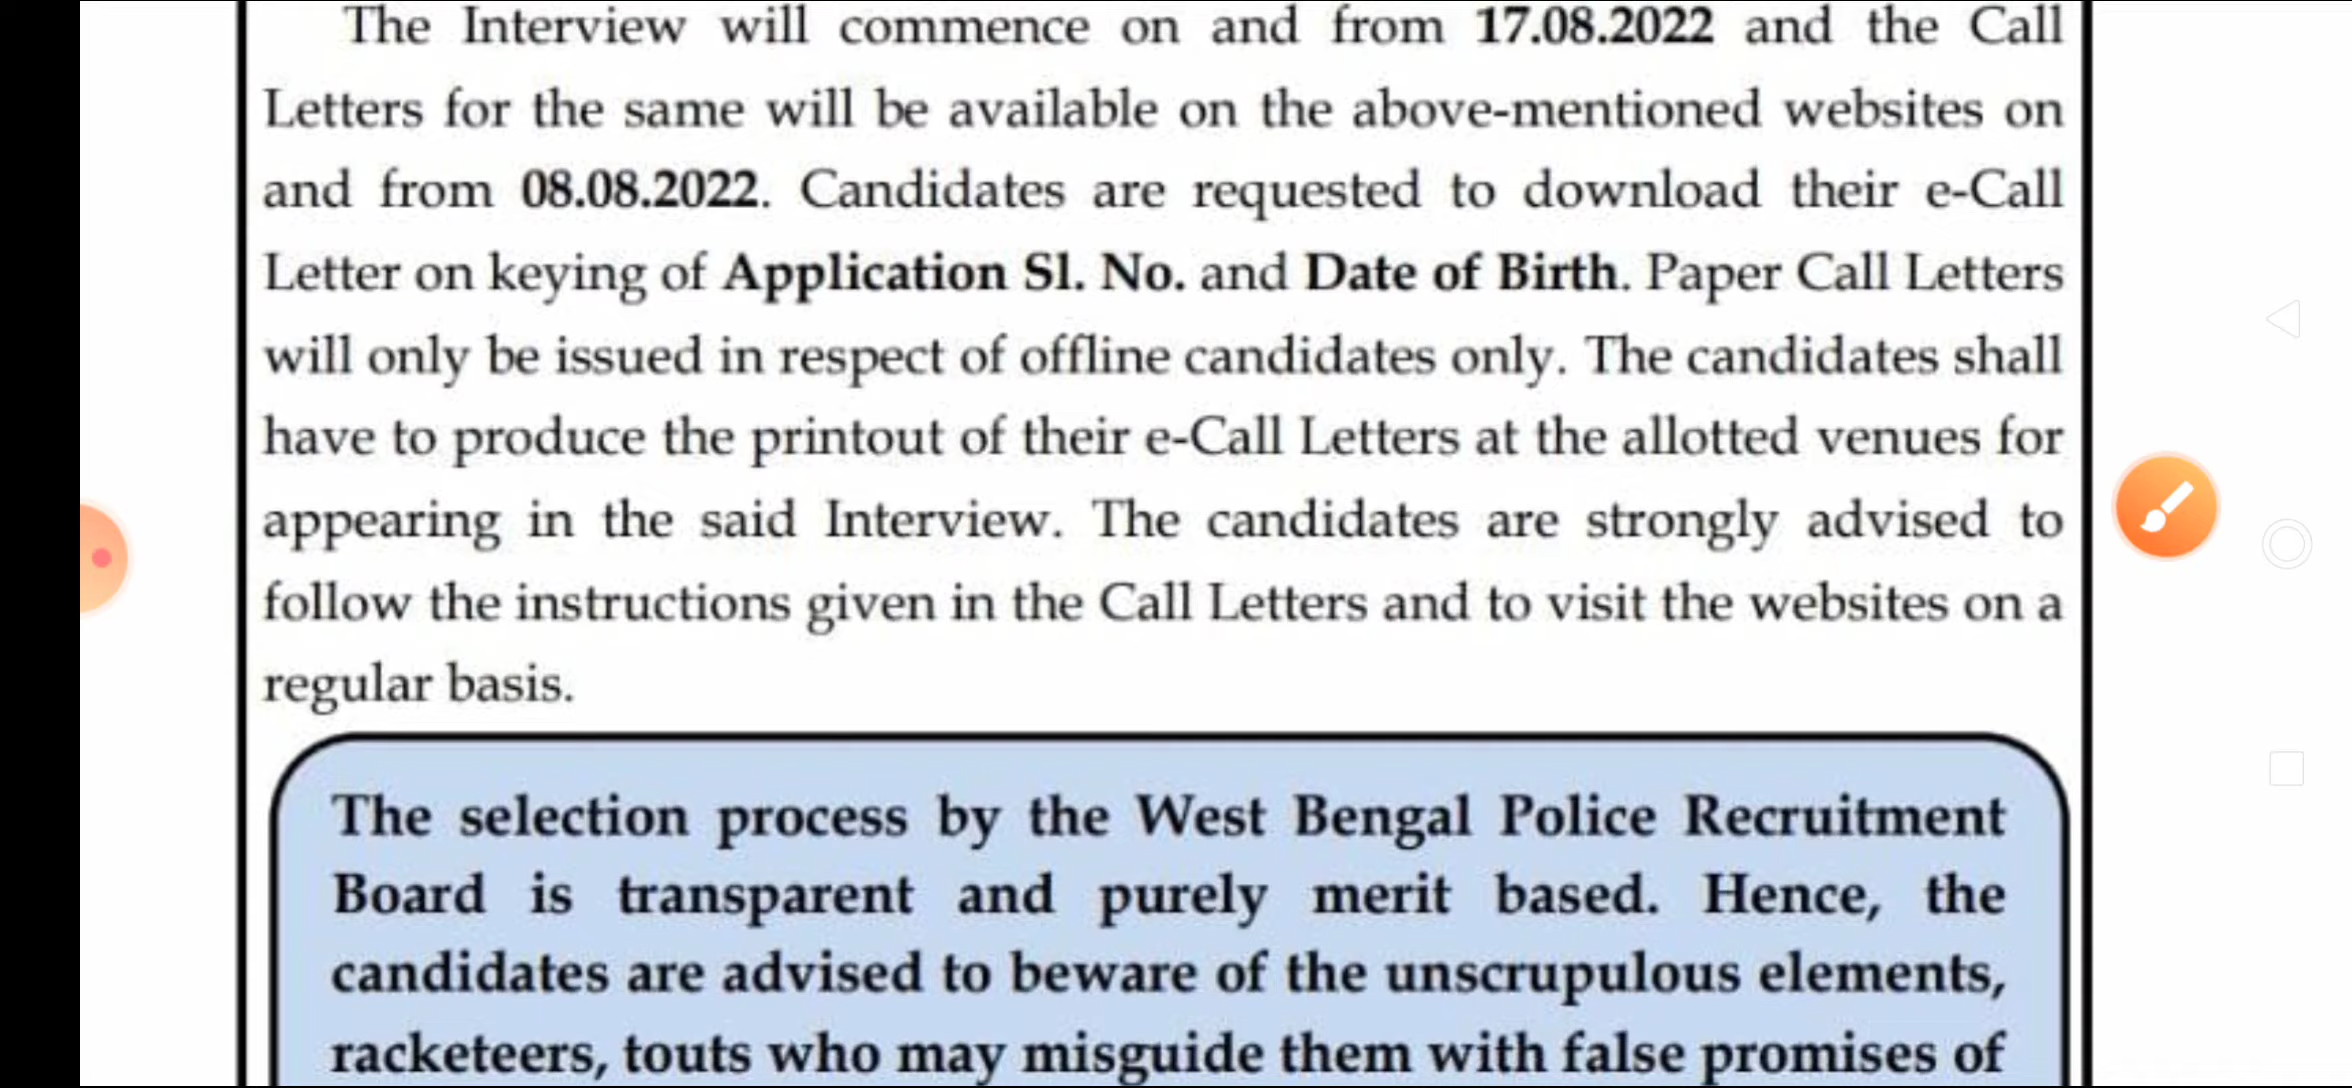 The Interview will commence on and from 17.08.2022 and the Call
Letters for the same will be available on the above-mentioned websites on
and from 08.08.2022. Candidates are requested to download their e-Call
Letter on keying of Application Sl. No. and Date of Birth. Paper Call Letters
will only be issued in respect of offline candidates only. The candidates shall
have to produce the printout of their e-Call Letters at the allotted venues for
appearing in the said Interview. The candidates are strongly advised to
follow the instructions given in the Call Letters and to visit the websites on a
regular basis.
The selection process by the West Bengal Police Recruitment
Board is transparent and purely merit based. Hence, the
candidates are advised to beware of the unscrupulous elements,
racketeers, touts who may misguide them with false promises of